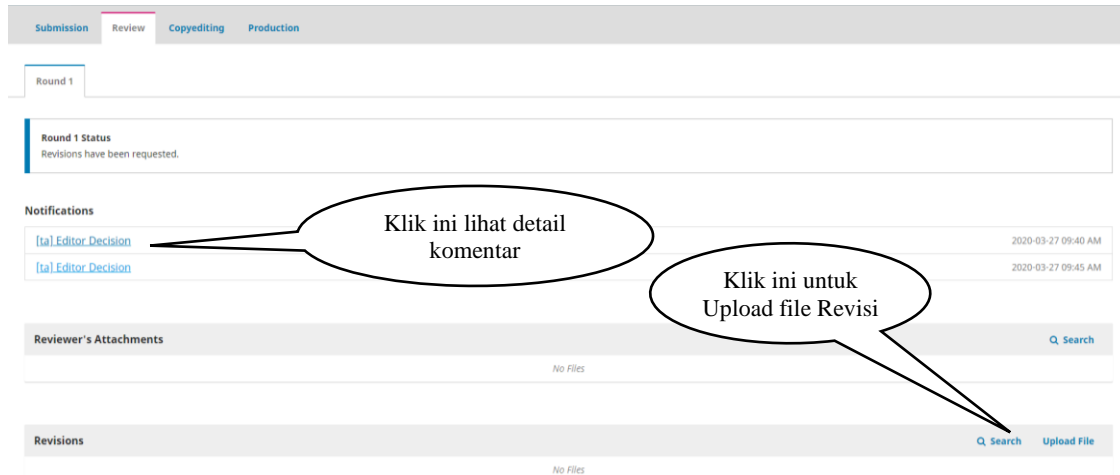 Submission Review Copyediting Production
Round 1
Round 1 Status
Revisions have been requested.
Notifications
Klik ini lihat detail
komentar
[ta] Editor Decision 2020-03-27 09:40 AM
[ta] Editor Decision 2020-03-27 09:45 AM
Klik ini untuk
Upload file Revisi
Reviewer's Attachments Search
No Files
Revisions Search Upload File
No Files